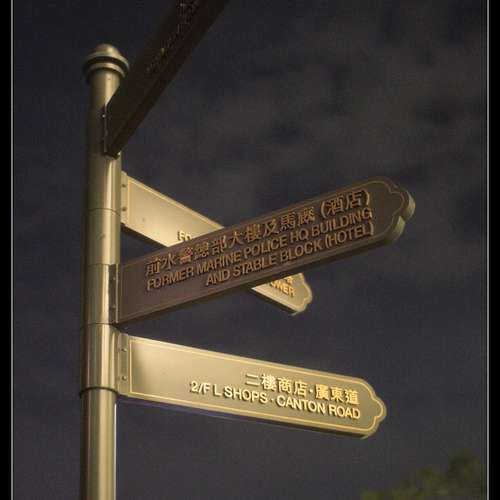 前水警總部大樓及馬廐 (酒店)
FORMER MARINE POLICE HQ BUILDING
AND STABLE BLOCK (HOTEL)
二樓商店·廣東道
2/F L SHOPS · CANTON ROAD